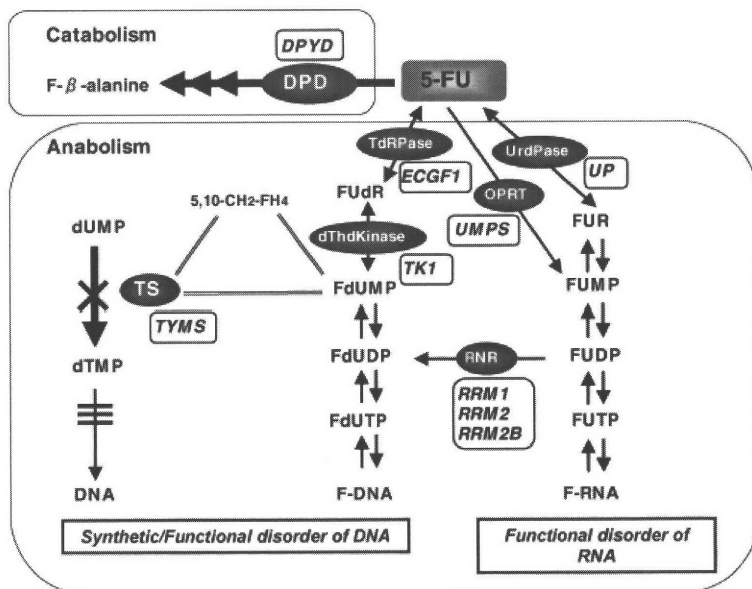 Catabolism
DPYD
F-β-alanine
DPD
5-FU
Anabolism
TdRPase
UrdPase
ECGF1
UP
5,10-CH2-FH4
FUdR
OPRT
dUMP
UMPS
FUR
dThdKinase
TK1
TS
FdUMP
FUMP
TYMS
dTMP
FdUDP
RNR
FUDP
RRM1
RRM2
RRM2B
FdUTP
FUTP
DNA
F-DNA
F-RNA
Synthetic/Functional disorder of DNA
Functional disorder of
RNA